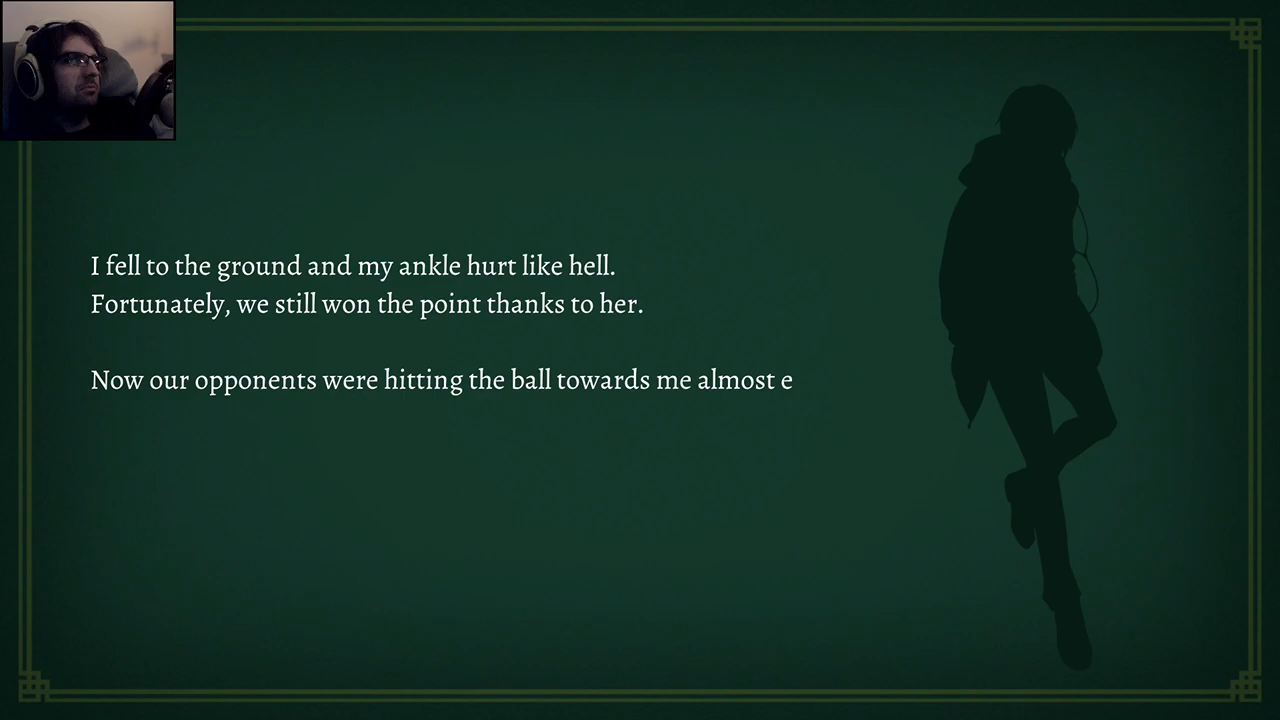 I fell to the ground and my ankle hurt like hell.
Fortunately, we still won the point thanks to her.
Now our opponents were hitting the ball towards me almost e